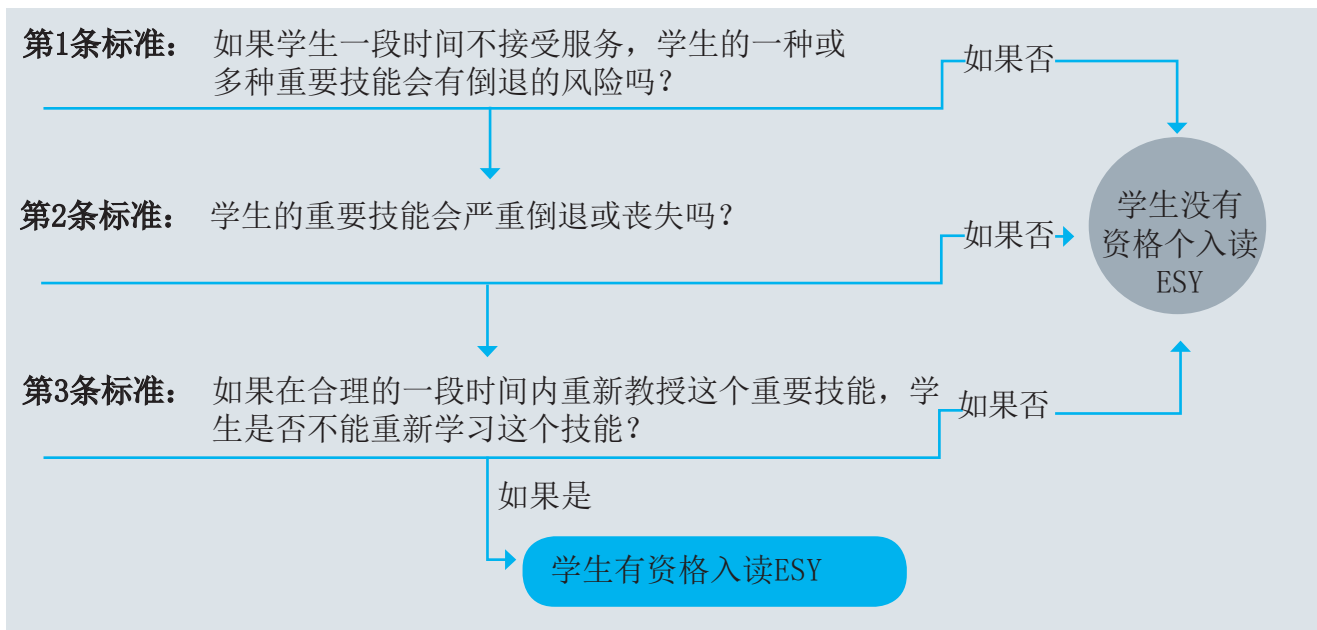 第1条标准： 如果学生一段时间不接受服务，学生的一种或
多种重要技能会有倒退的风险吗？
如果否
第2条标准： 学生的重要技能会严重倒退或丧失吗？
如果否
学生没有
资格个入读
ESY
第3条标准： 如果在合理的一段时间内重新教授这个重要技能，学
生是否不能重新学习这个技能？
如果否
如果是
学生有资格入读ESY